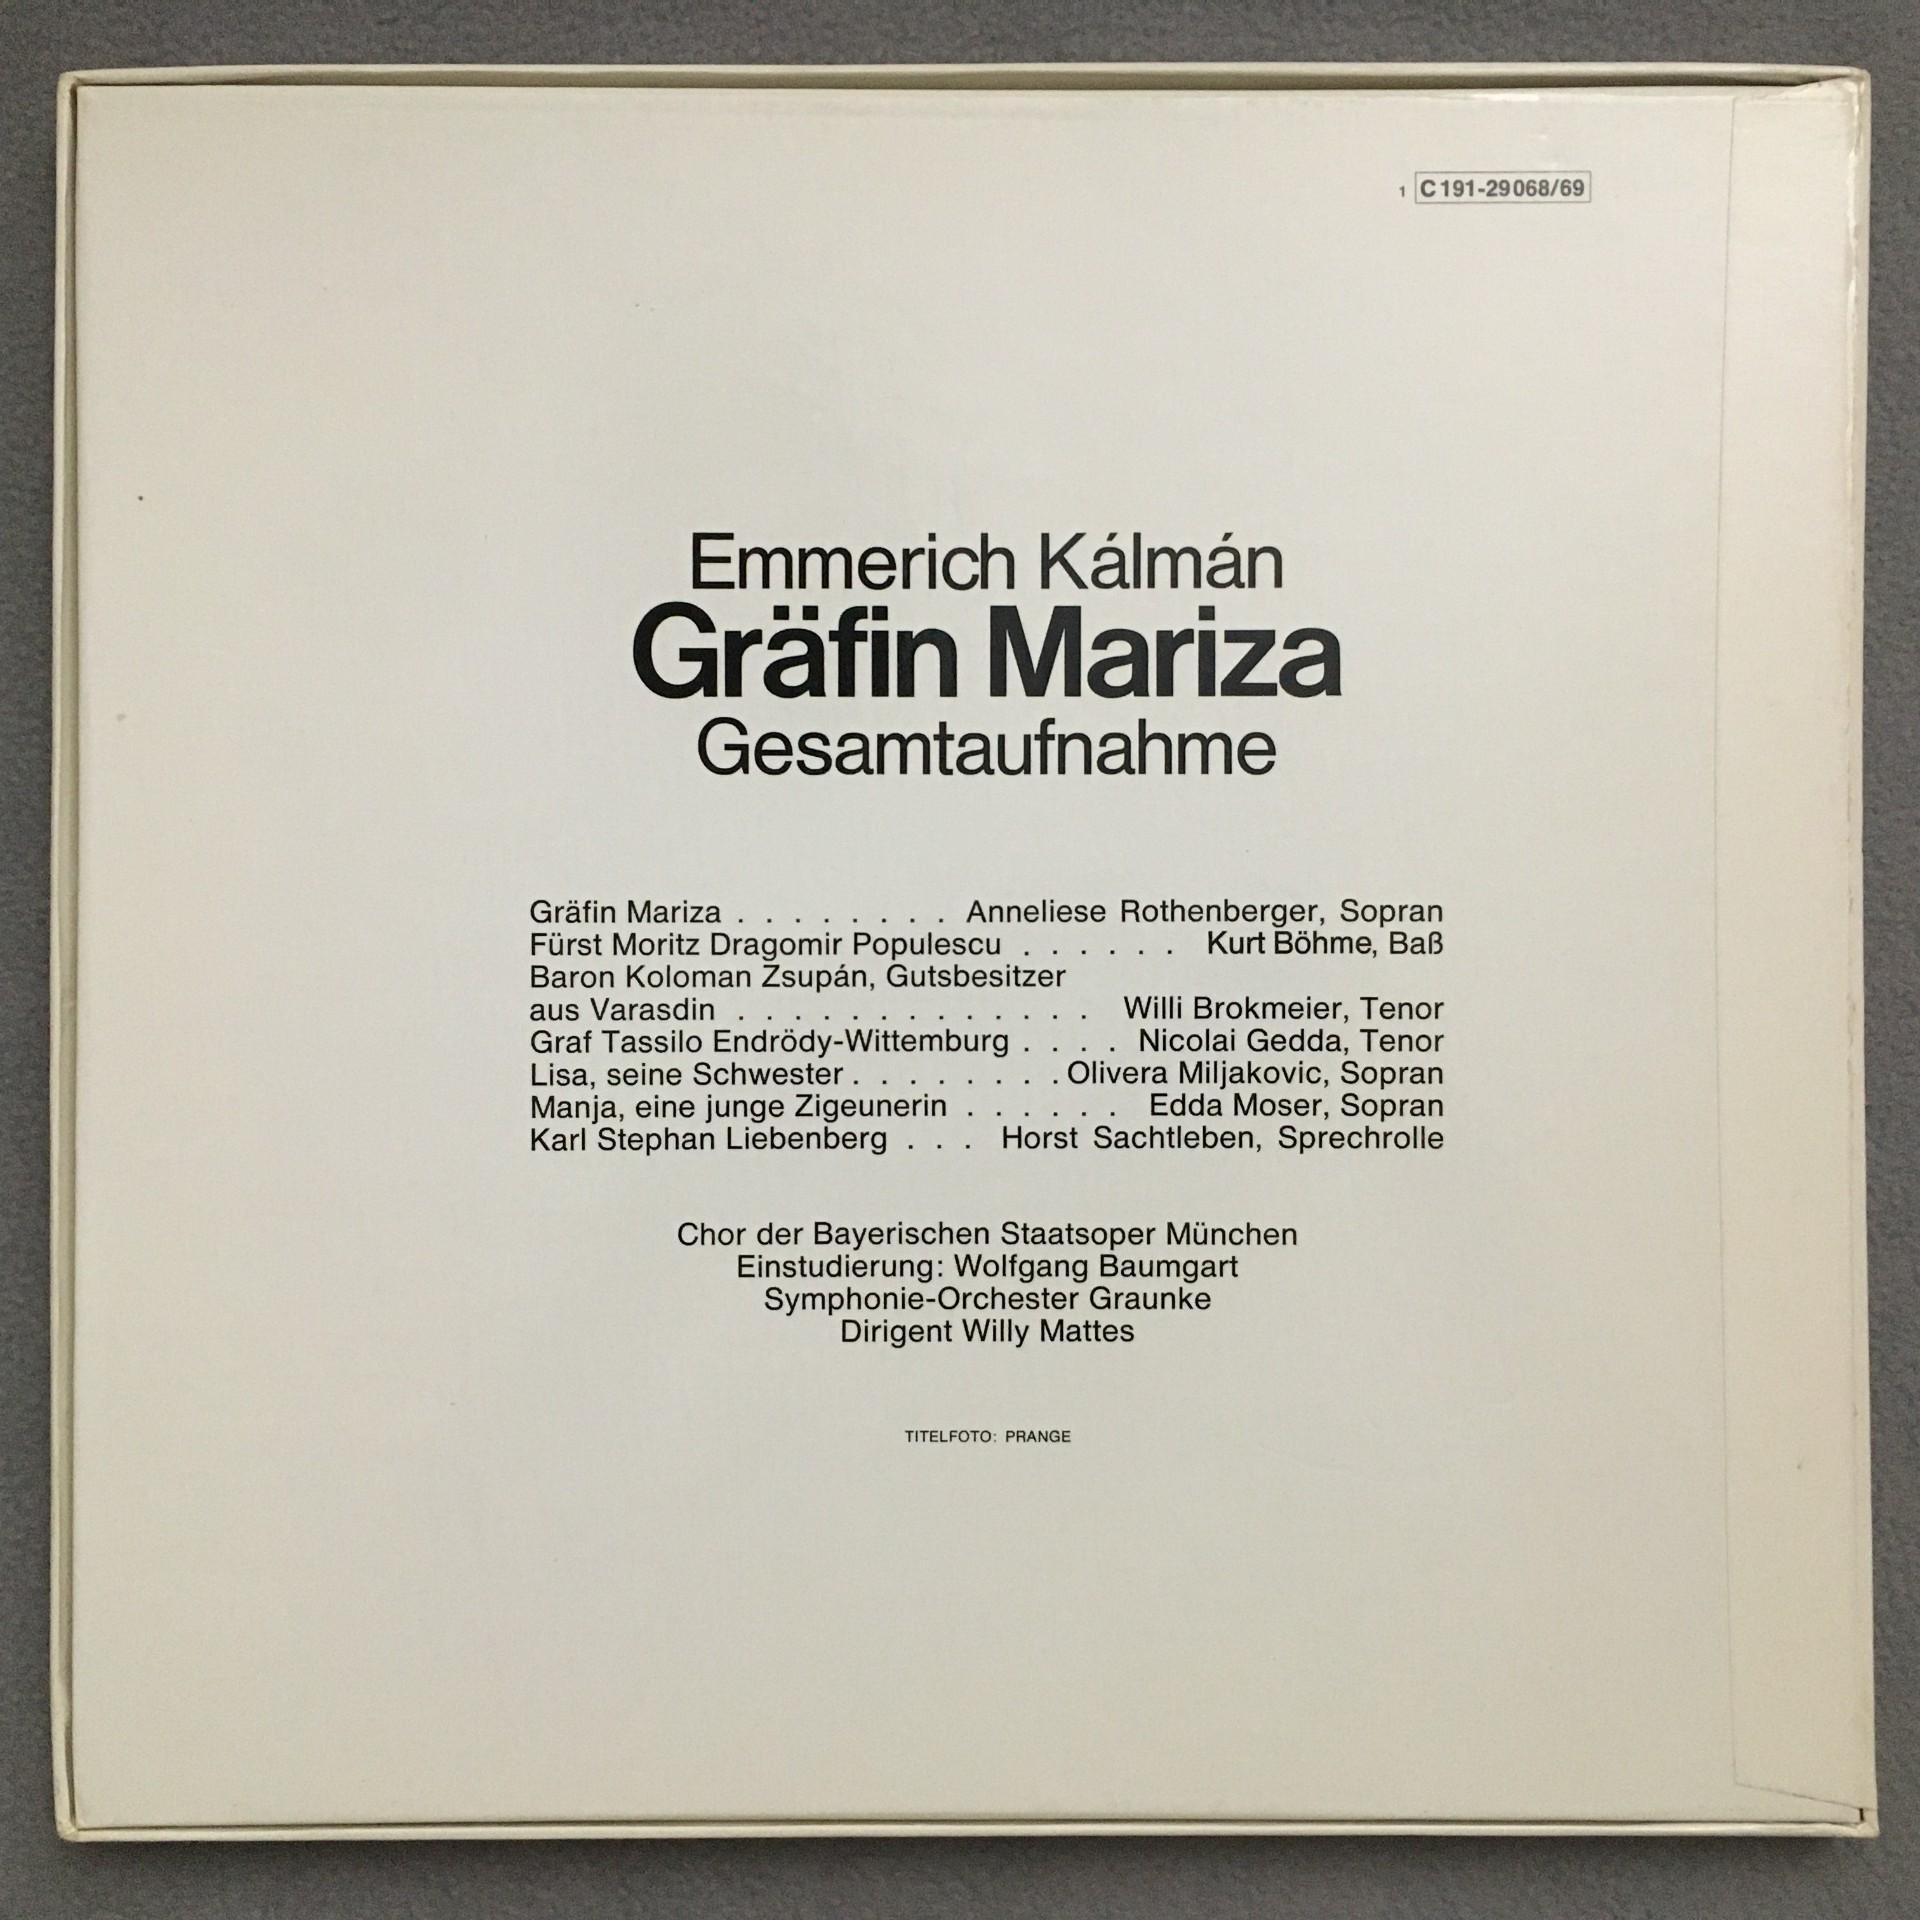 1 C 191-29 068/69
Emmerich Kálmán
Gräfin Mariza
Gesamtaufnahme
Gräfin Mariza . . . . . . . . Anneliese Rothenberger, Sopran
Fürst Moritz Dragomir Populescu . . . . . . Kurt Böhme, Baß
Baron Koloman Zsupán, Gutsbesitzer
aus Varasdin . . . . . . . . . . . . . Willi Brokmeier, Tenor
Graf Tassilo Endrödy-Wittemburg . . . . Nicolai Gedda, Tenor
Lisa, seine Schwester . . . . . . . . Olivera Miljakovic, Sopran
Manja, eine junge Zigeunerin . . . . . . Edda Moser, Sopran
Karl Stephan Liebenberg . . . Horst Sachtleben, Sprechrolle
Chor der Bayerischen Staatsoper München
Einstudierung: Wolfgang Baumgart
Symphonie-Orchester Graunke
Dirigent Willy Mattes
TITELFOTO: PRANGE